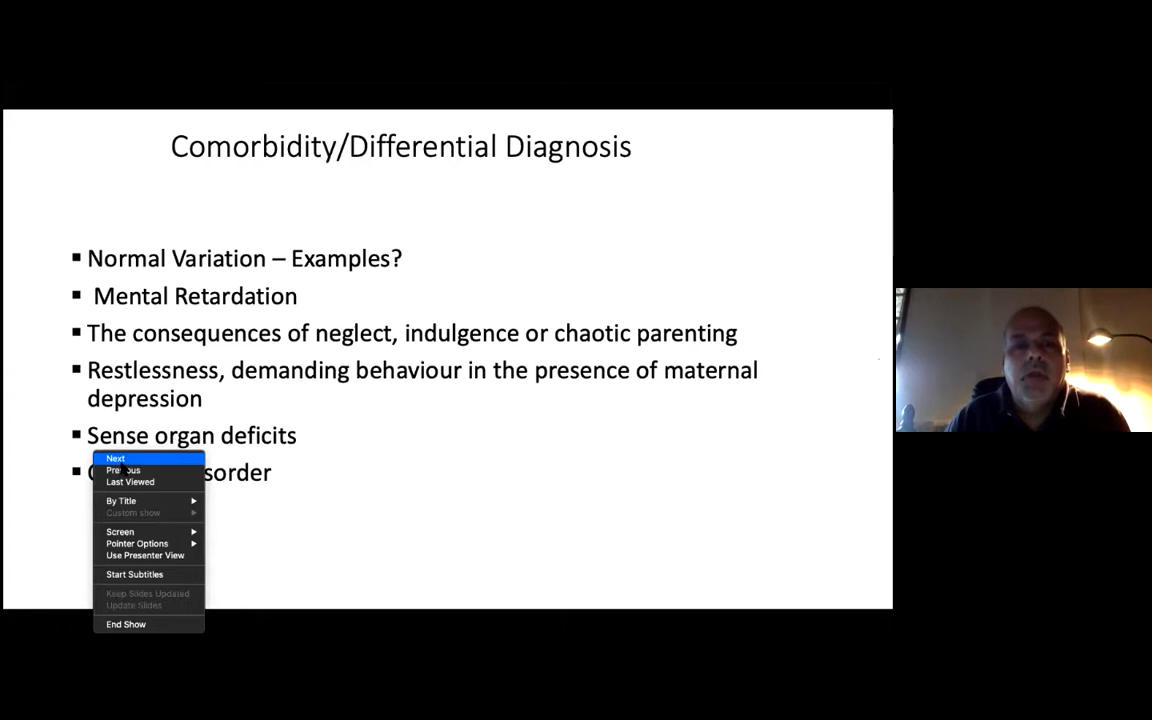 Comorbidity/Differential Diagnosis
▪ Normal Variation – Examples?
▪ Mental Retardation
▪ The consequences of neglect, indulgence or chaotic parenting
▪ Restlessness, demanding behaviour in the presence of maternal
depression
▪ Sense organ deficits
Next
Previous
Last Viewed
By Title
Custom show
Screen
Pointer Options
Use Presenter View
Start Subtitles
Keep Slides Updated
Update Slides
End Show